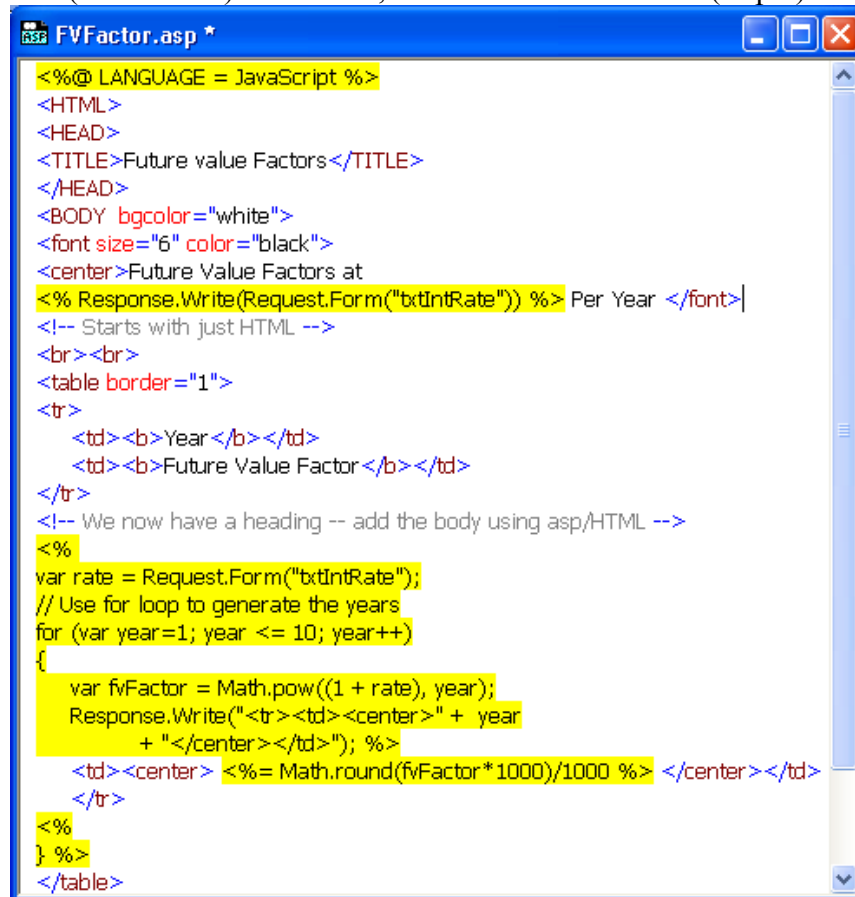 FVFactor.asp *
<%@ LANGUAGE = JavaScript %>
<HTML>
<HEAD>
<TITLE>Future value Factors</TITLE>
</HEAD>
<BODY bgcolor="white">
<font size="6" color="black">
<center>Future Value Factors at
<% Response.Write(Request.Form("txtIntRate")) %> Per Year </font>
<!-- Starts with just HTML -->
<br><br>
<table border="1">
<tr>
<td><b>Year</b></td>
<td><b>Future Value Factor</b></td>
</tr>
<!-- We now have a heading -- add the body using asp/HTML -->
<%
var rate = Request.Form("txtIntRate");
// Use for loop to generate the years
for (var year=1; year <= 10; year++)
{
var fvFactor = Math.pow((1 + rate), year);
Response.Write("<tr><td><center>" + year
+ "</center></td>"); %>
<td><center> <%= Math.round(fvFactor*1000)/1000 %> </center></td>
</tr>
<%
} %>
</table>